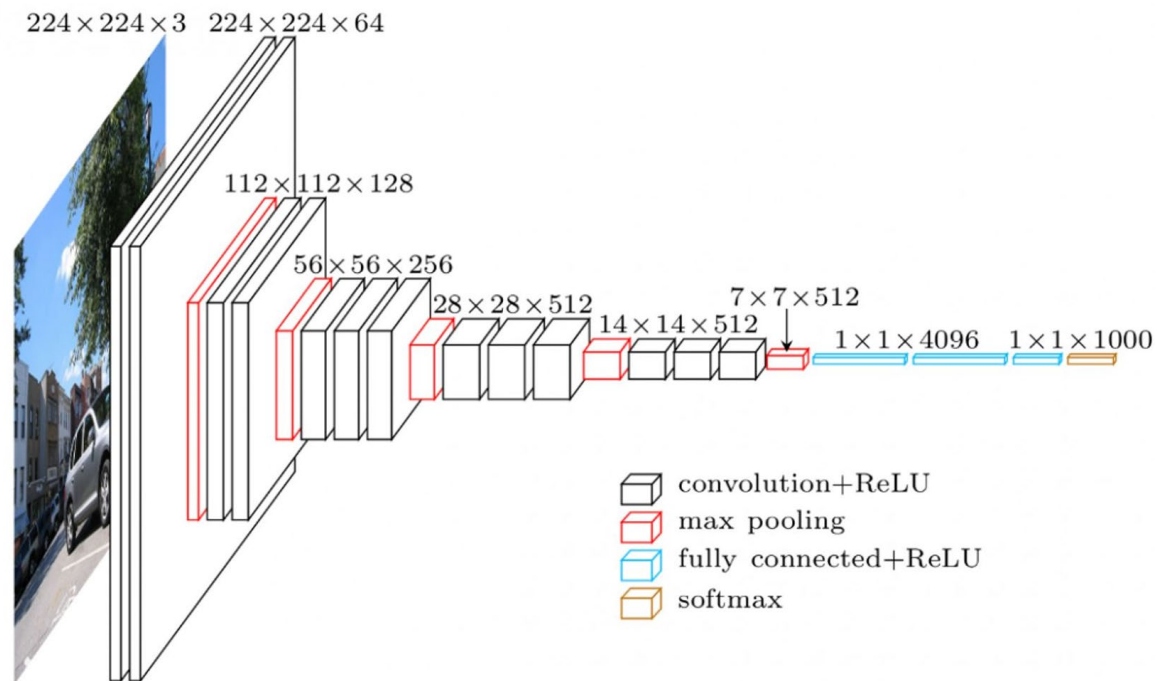 224×224×3
224×224×64
112×112×128
56×56×256
28×28×512
14×14×512
7×7×512
1×1×4096
1×1×1000
convolution+ReLU
max pooling
fully connected+ReLU
softmax